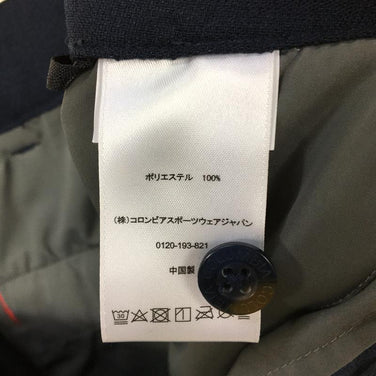 ポリエステル 100%
(株)コロンビアスポーツウェアジャパン
0120-193-821
中国製
30